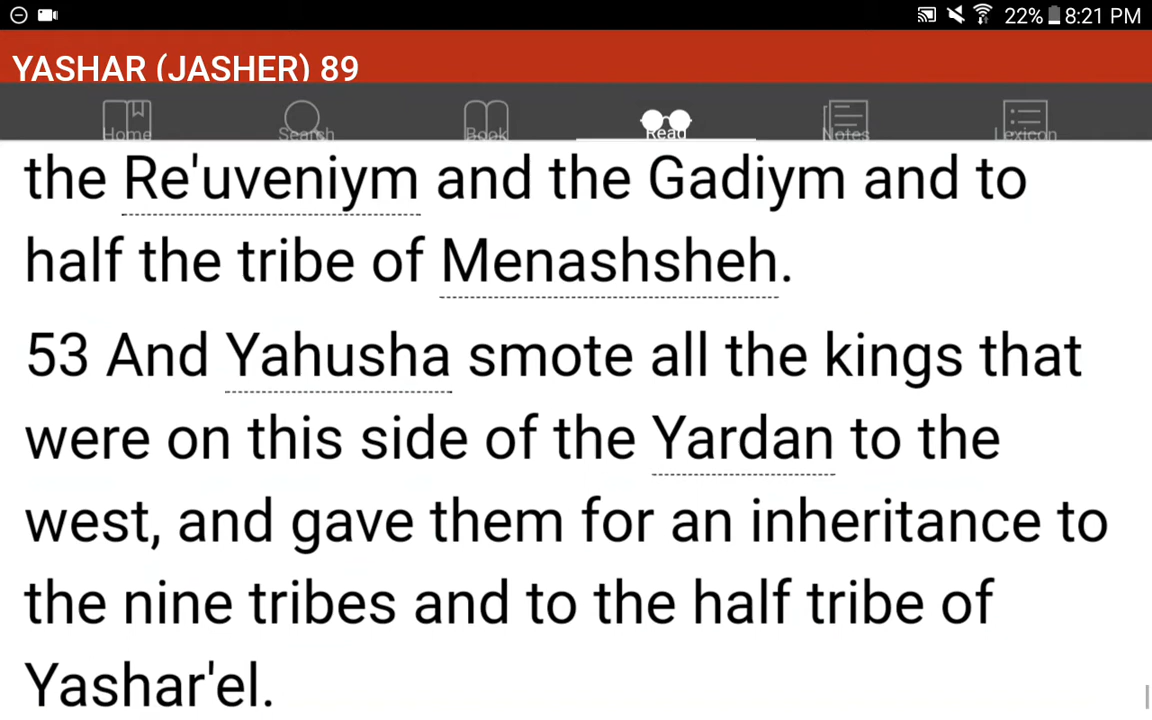 22% 8:21 PM
YASHAR (JASHER) 89
Home Search Book Read Notes Lexicon
the Re'uveniym and the Gadiym and to
half the tribe of Menashsheh.
53 And Yahusha smote all the kings that
were on this side of the Yardan to the
west, and gave them for an inheritance to
the nine tribes and to the half tribe of
Yashar'el.